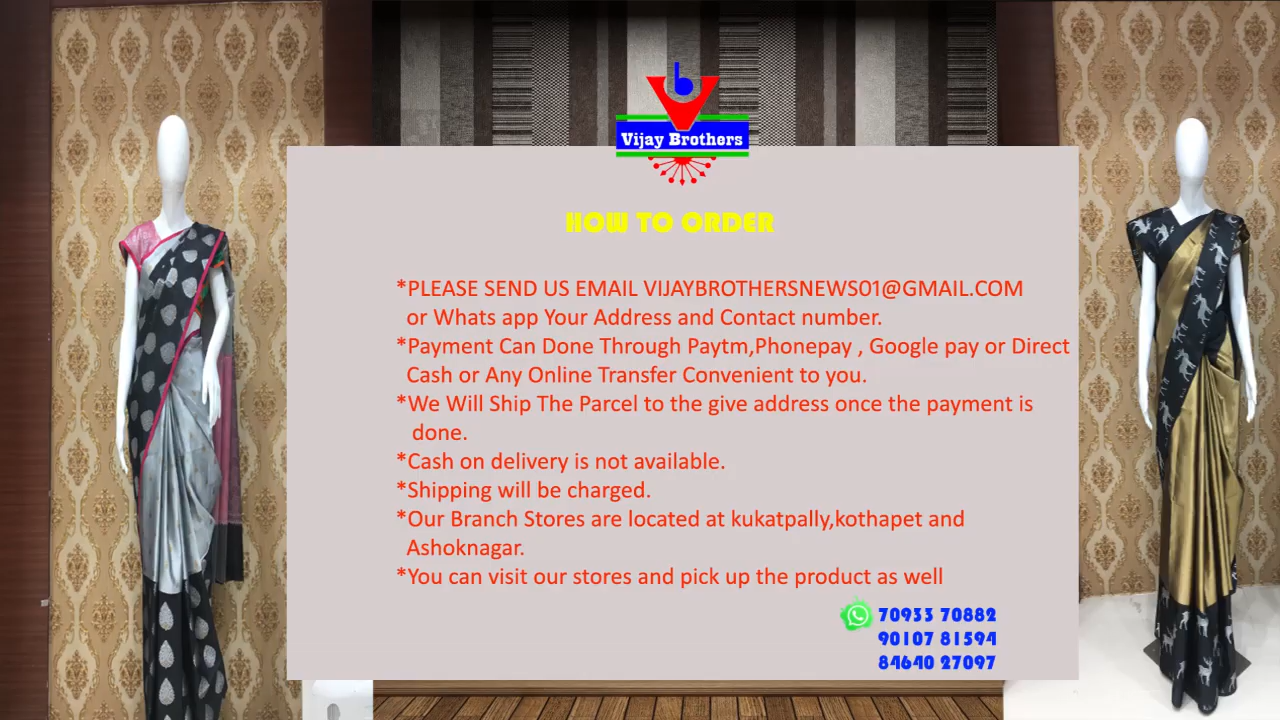 b
Vijay Brothers
HOW TO ORDER
*PLEASE SEND US EMAIL VIJAYBROTHERSNEWS01@GMAIL.COM
or Whats app Your Address and Contact number.
*Payment Can Done Through Paytm,Phonepay , Google pay or Direct
Cash or Any Online Transfer Convenient to you.
*We Will Ship The Parcel to the give address once the payment is
done.
*Cash on delivery is not available.
*Shipping will be charged.
*Our Branch Stores are located at kukatpally,kothapet and
Ashoknagar.
*You can visit our stores and pick up the product as well
70933 70882
90107 81594
84640 27097